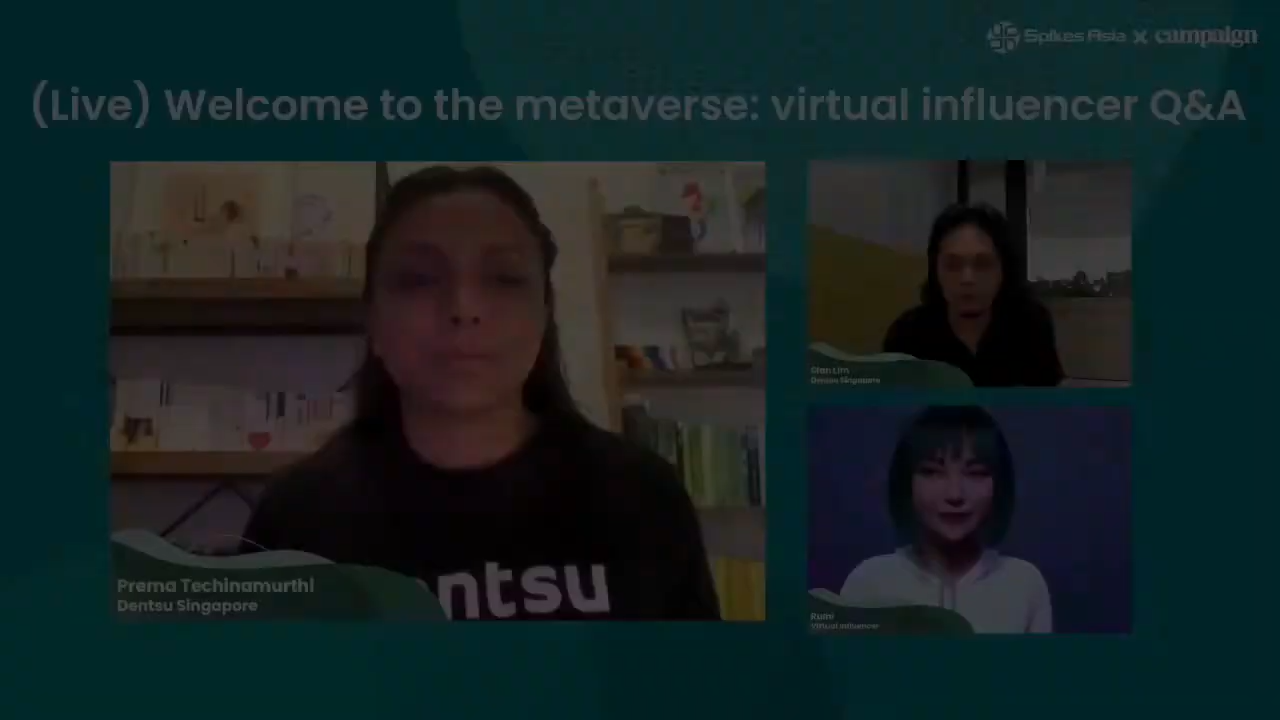 Spikes Asia x campaign
(Live) Welcome to the metaverse: virtual influencer Q&A
ntsu
Prema Techinamurthi
Dentsu Singapore
Stan Lim
Dentsu Singapore
Rumi
Virtual Influencer